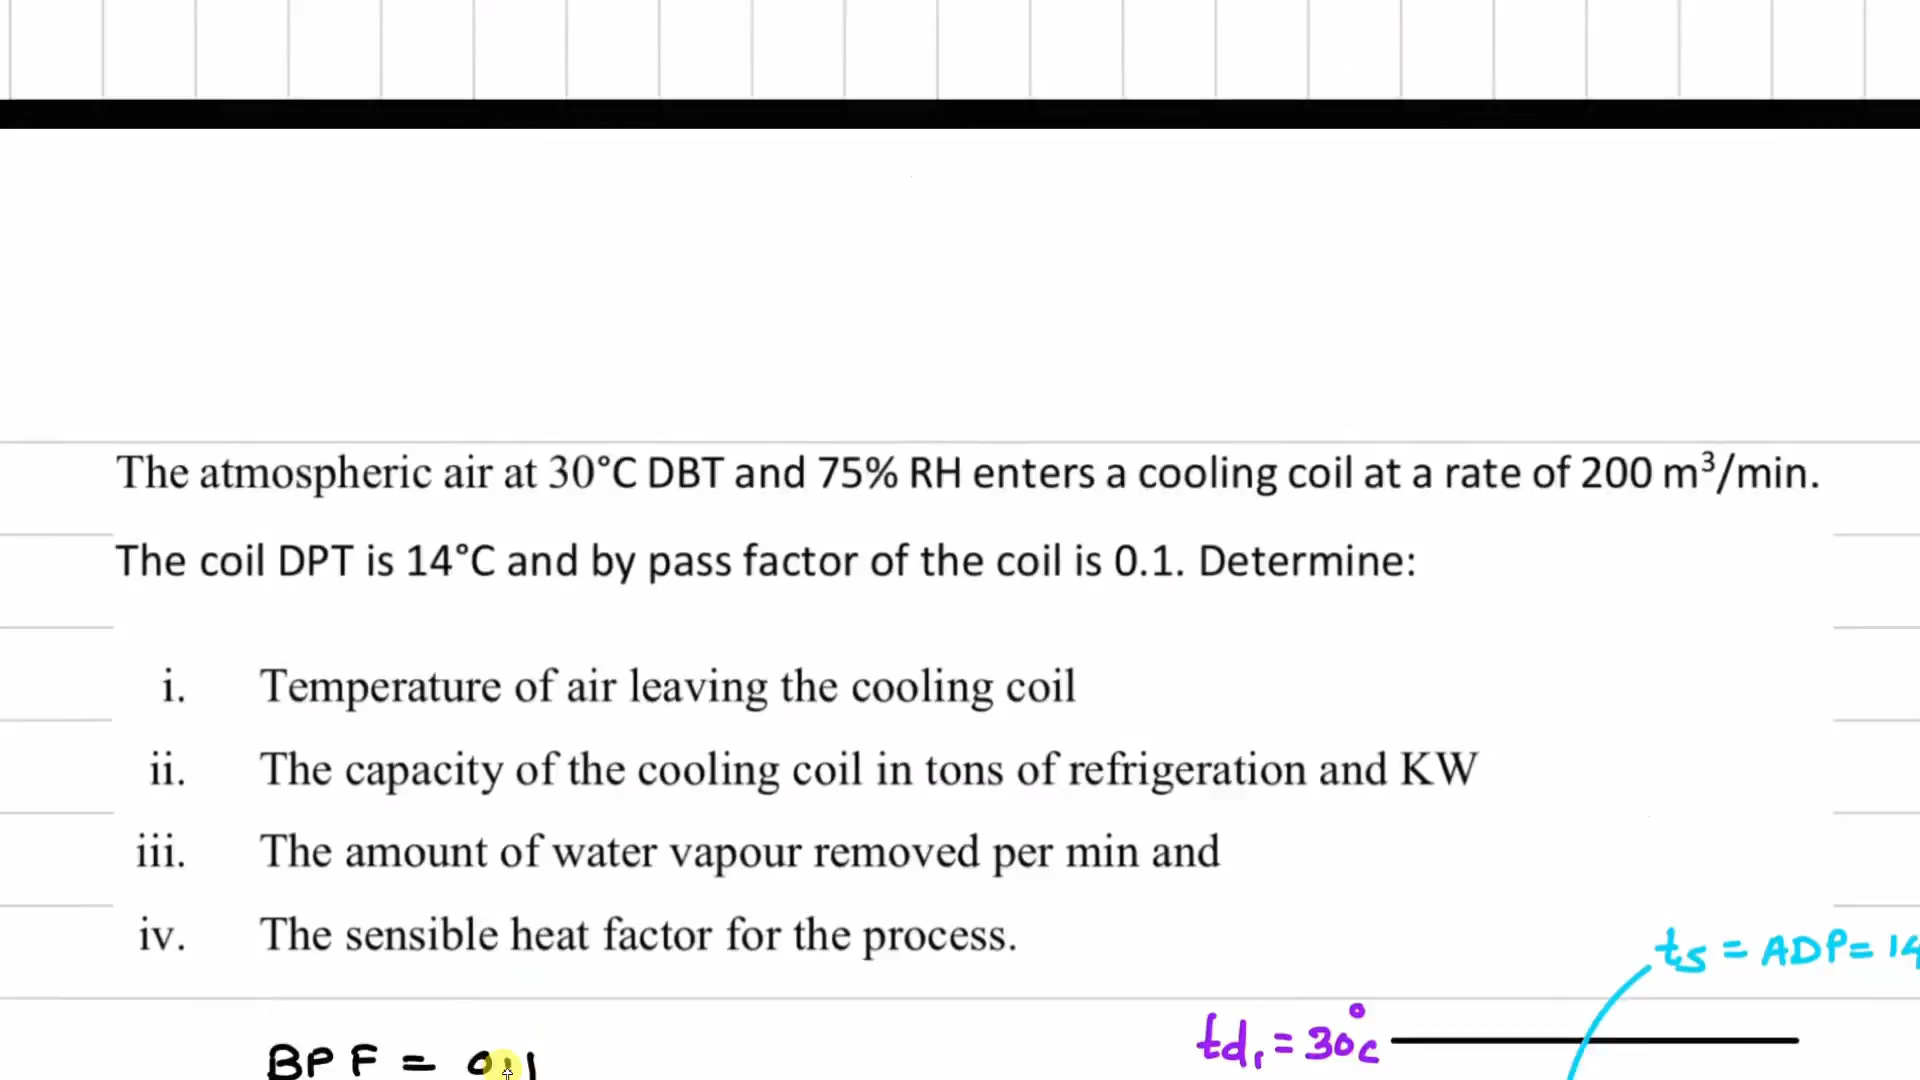 The atmospheric air at 30°C DBT and 75% RH enters a cooling coil at a rate of 200 m³/min.
The coil DPT is 14°C and by pass factor of the coil is 0.1. Determine:
i. Temperature of air leaving the cooling coil
ii. The capacity of the cooling coil in tons of refrigeration and KW
iii. The amount of water vapour removed per min and
iv. The sensible heat factor for the process.
ts = ADP= 14
td₁ = 30°c
BPF = 0.1